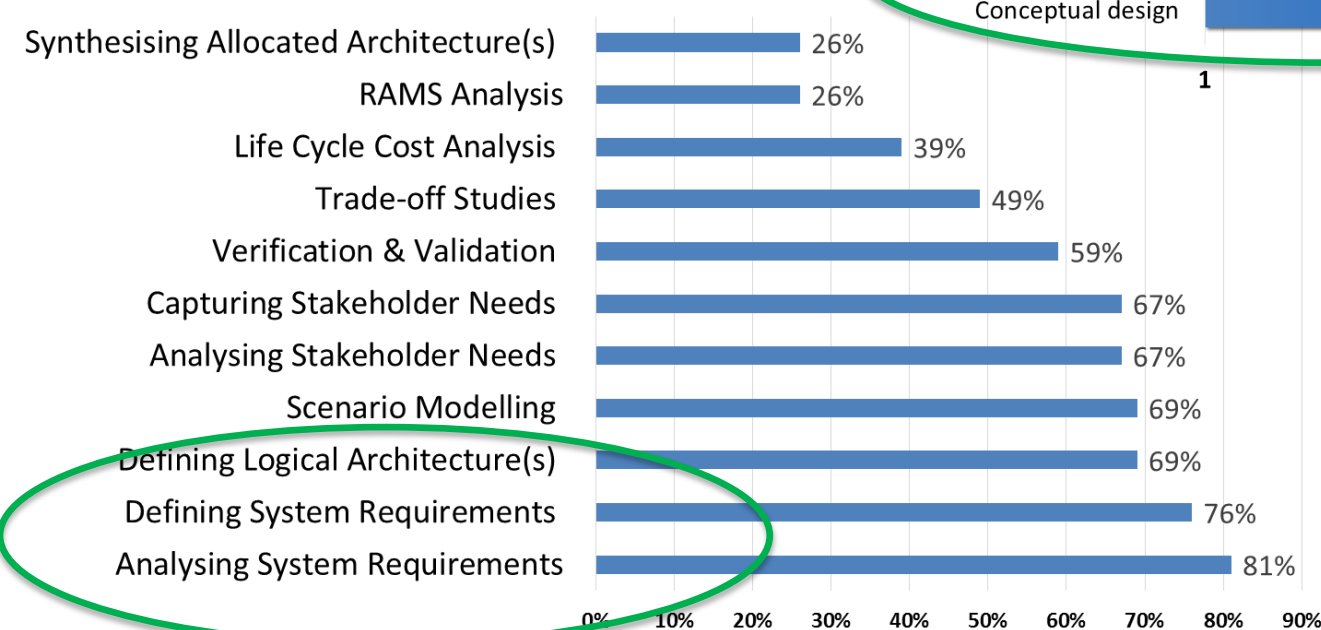 Conceptual design
1
Synthesising Allocated Architecture(s) 26%
RAMS Analysis 26%
Life Cycle Cost Analysis 39%
Trade-off Studies 49%
Verification & Validation 59%
Capturing Stakeholder Needs 67%
Analysing Stakeholder Needs 67%
Scenario Modelling 69%
Defining Logical Architecture(s) 69%
Defining System Requirements 76%
Analysing System Requirements 81%
0% 10% 20% 30% 40% 50% 60% 70% 80% 90%